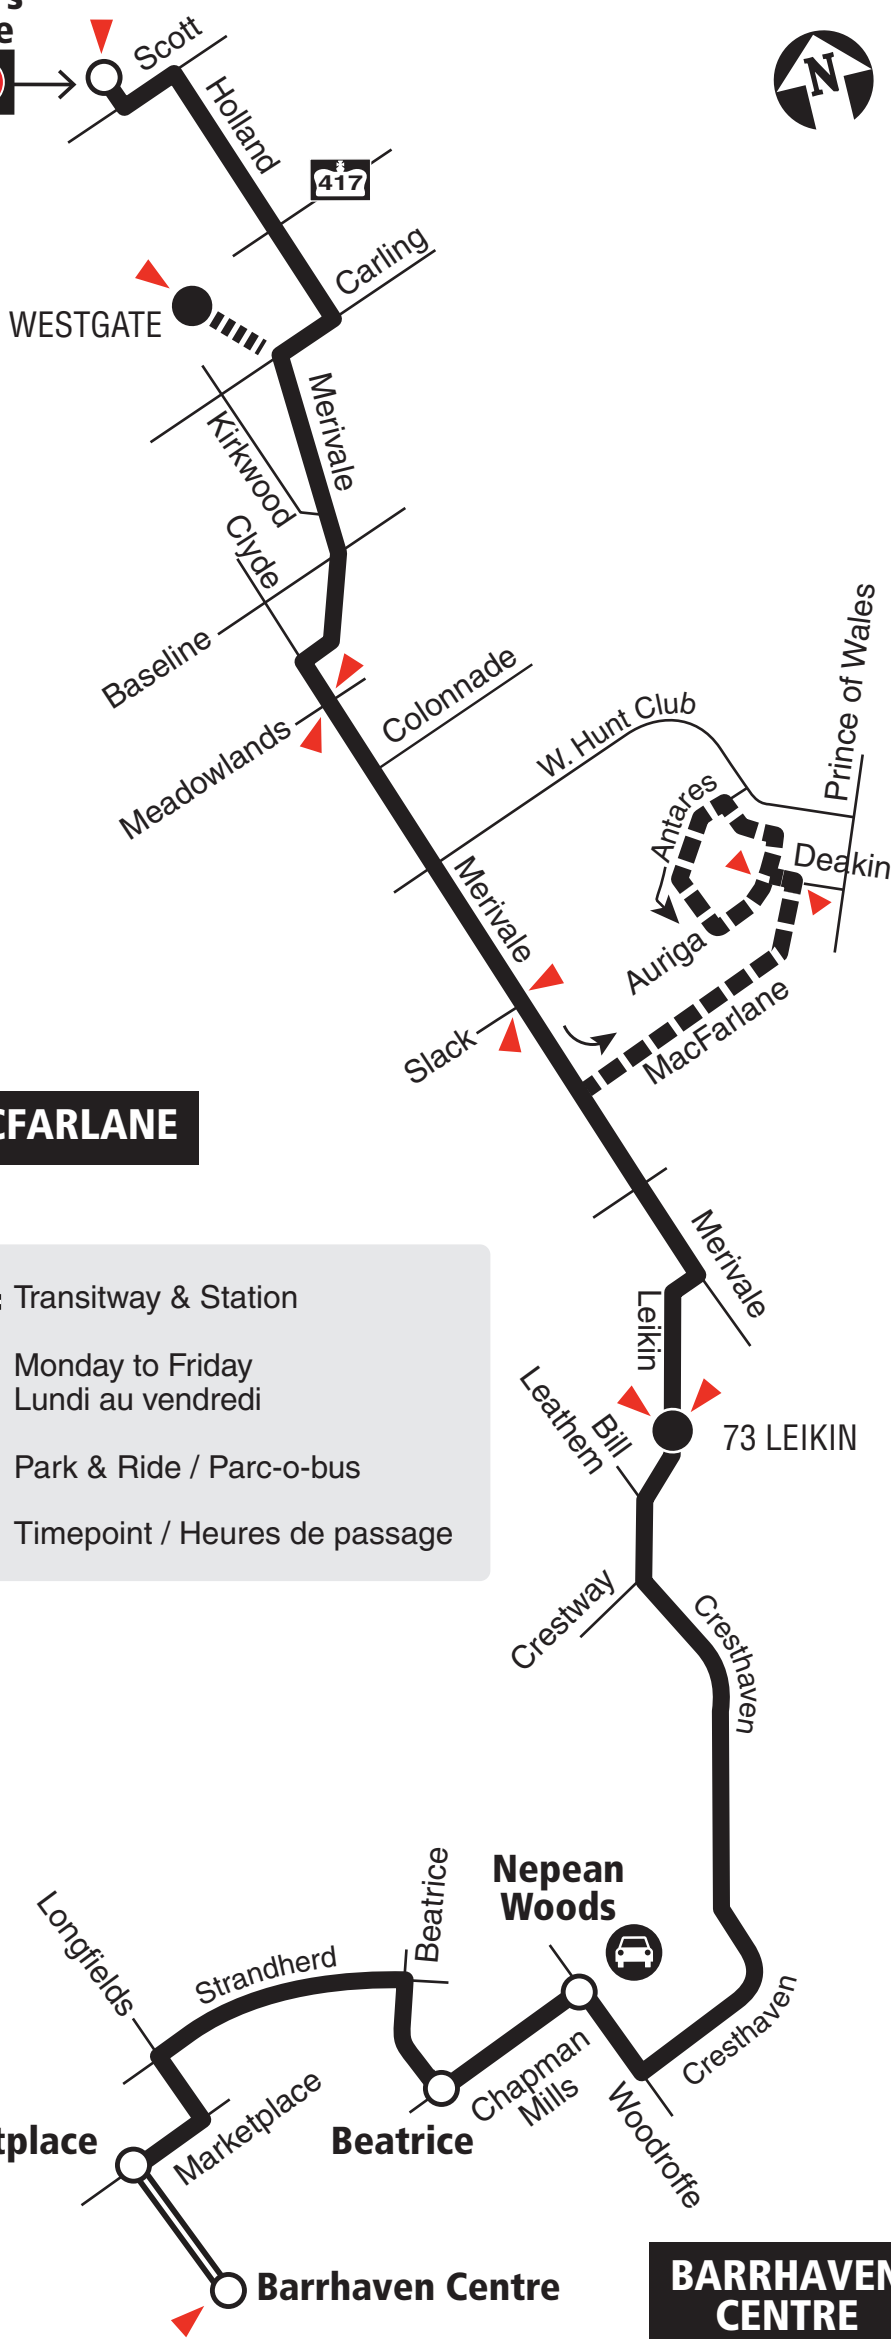 Scott
N
Holland
417
Carling
WESTGATE
Merivale
Kirkwood
Clyde
Baseline
Meadowlands
Colonnade
W. Hunt Club
Prince of Wales
Antares
Deakin
Merivale
Auriga
MacFarlane
Slack
CFARLANE
Merivale
Leikin
Transitway & Station
Monday to Friday
Lundi au vendredi
Park & Ride / Parc-o-bus
Timepoint / Heures de passage
Bill
Leathem
73 LEIKIN
Crestway
Cresthaven
Nepean
Woods
Beatrice
Longfields
Strandherd
Cresthaven
Chapman
Mills
Woodroffe
Marketplace
tplace
Beatrice
Barrhaven Centre
BARRHAVEN
CENTRE